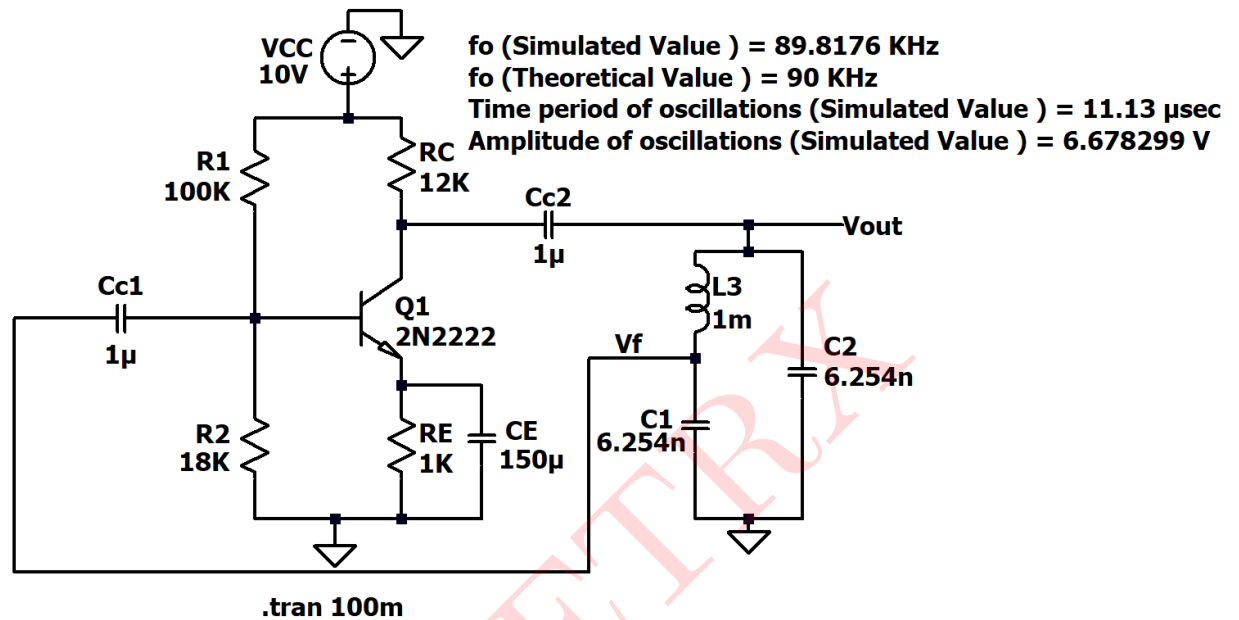 VCC
10V
fo (Simulated Value ) = 89.8176 KHz
fo (Theoretical Value ) = 90 KHz
Time period of oscillations (Simulated Value ) = 11.13 µsec
Amplitude of oscillations (Simulated Value ) = 6.678299 V
R1
100K
RC
12K
Cc2
1µ
Vout
Cc1
1µ
Q1
2N2222
L3
1m
Vf
C2
6.254n
C1
6.254n
R2
18K
RE
1K
CE
150µ
.tran 100m
ETRX